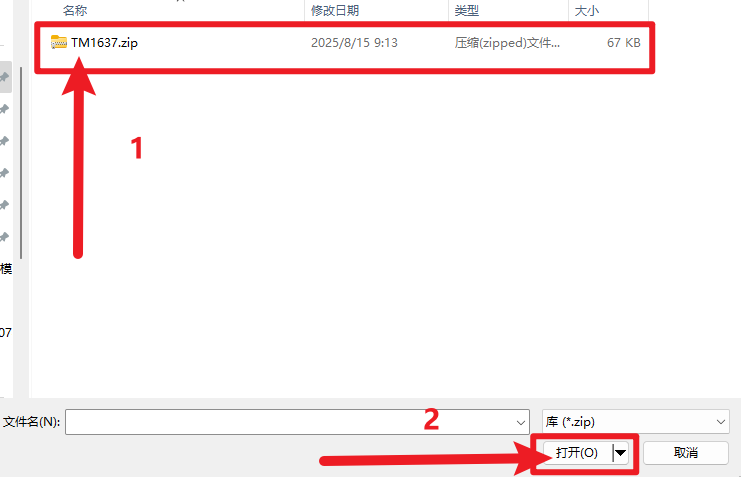 名称 修改日期 类型 大小
TM1637.zip 2025/8/15 9:13 压缩(zipped)文件... 67 KB
1
模
07
2
文件名(N): 库 (*.zip)
打开(O) 取消